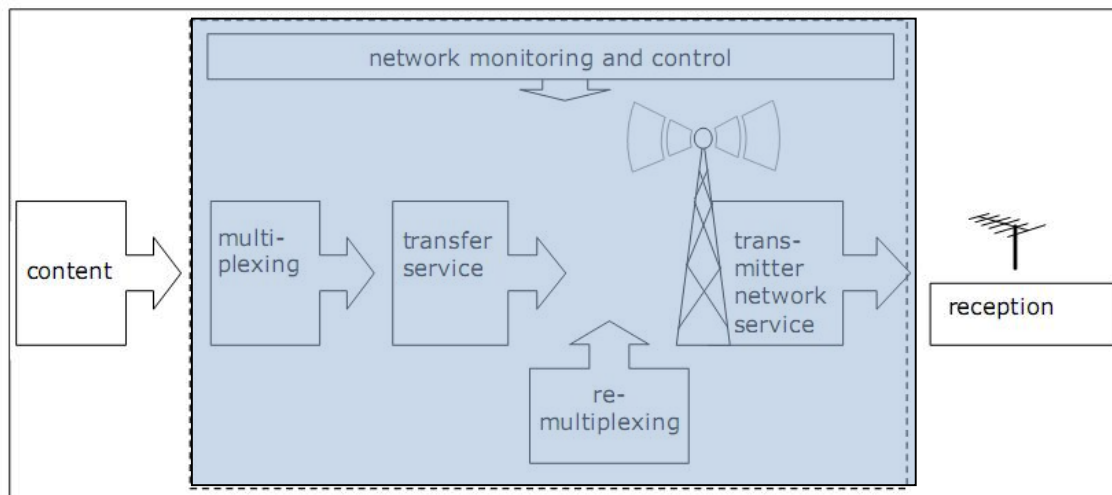 network monitoring and control
content
multi-
plexing
transfer
service
trans-
mitter
network
service
reception
re-
multiplexing